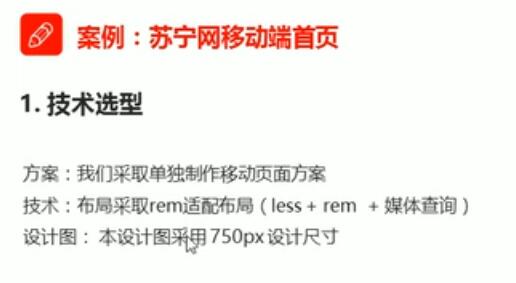 案例：苏宁网移动端首页
1. 技术选型
方案：我们采取单独制作移动页面方案
技术：布局采取rem适配布局（less + rem + 媒体查询）
设计图： 本设计图采用 750px 设计尺寸